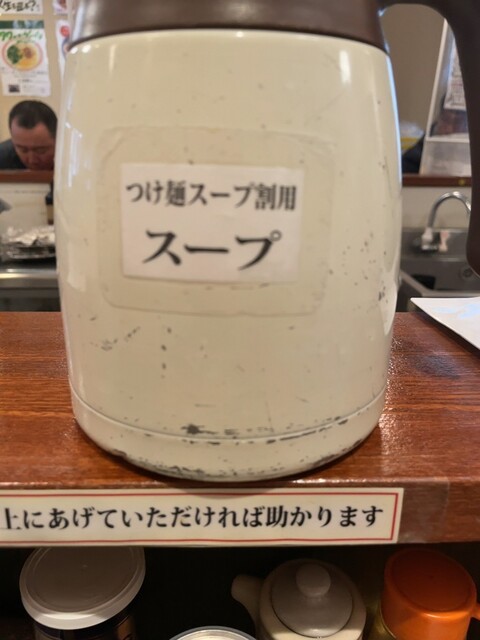 つけ麺スープ割用
スープ
上にあげていただければ助かります